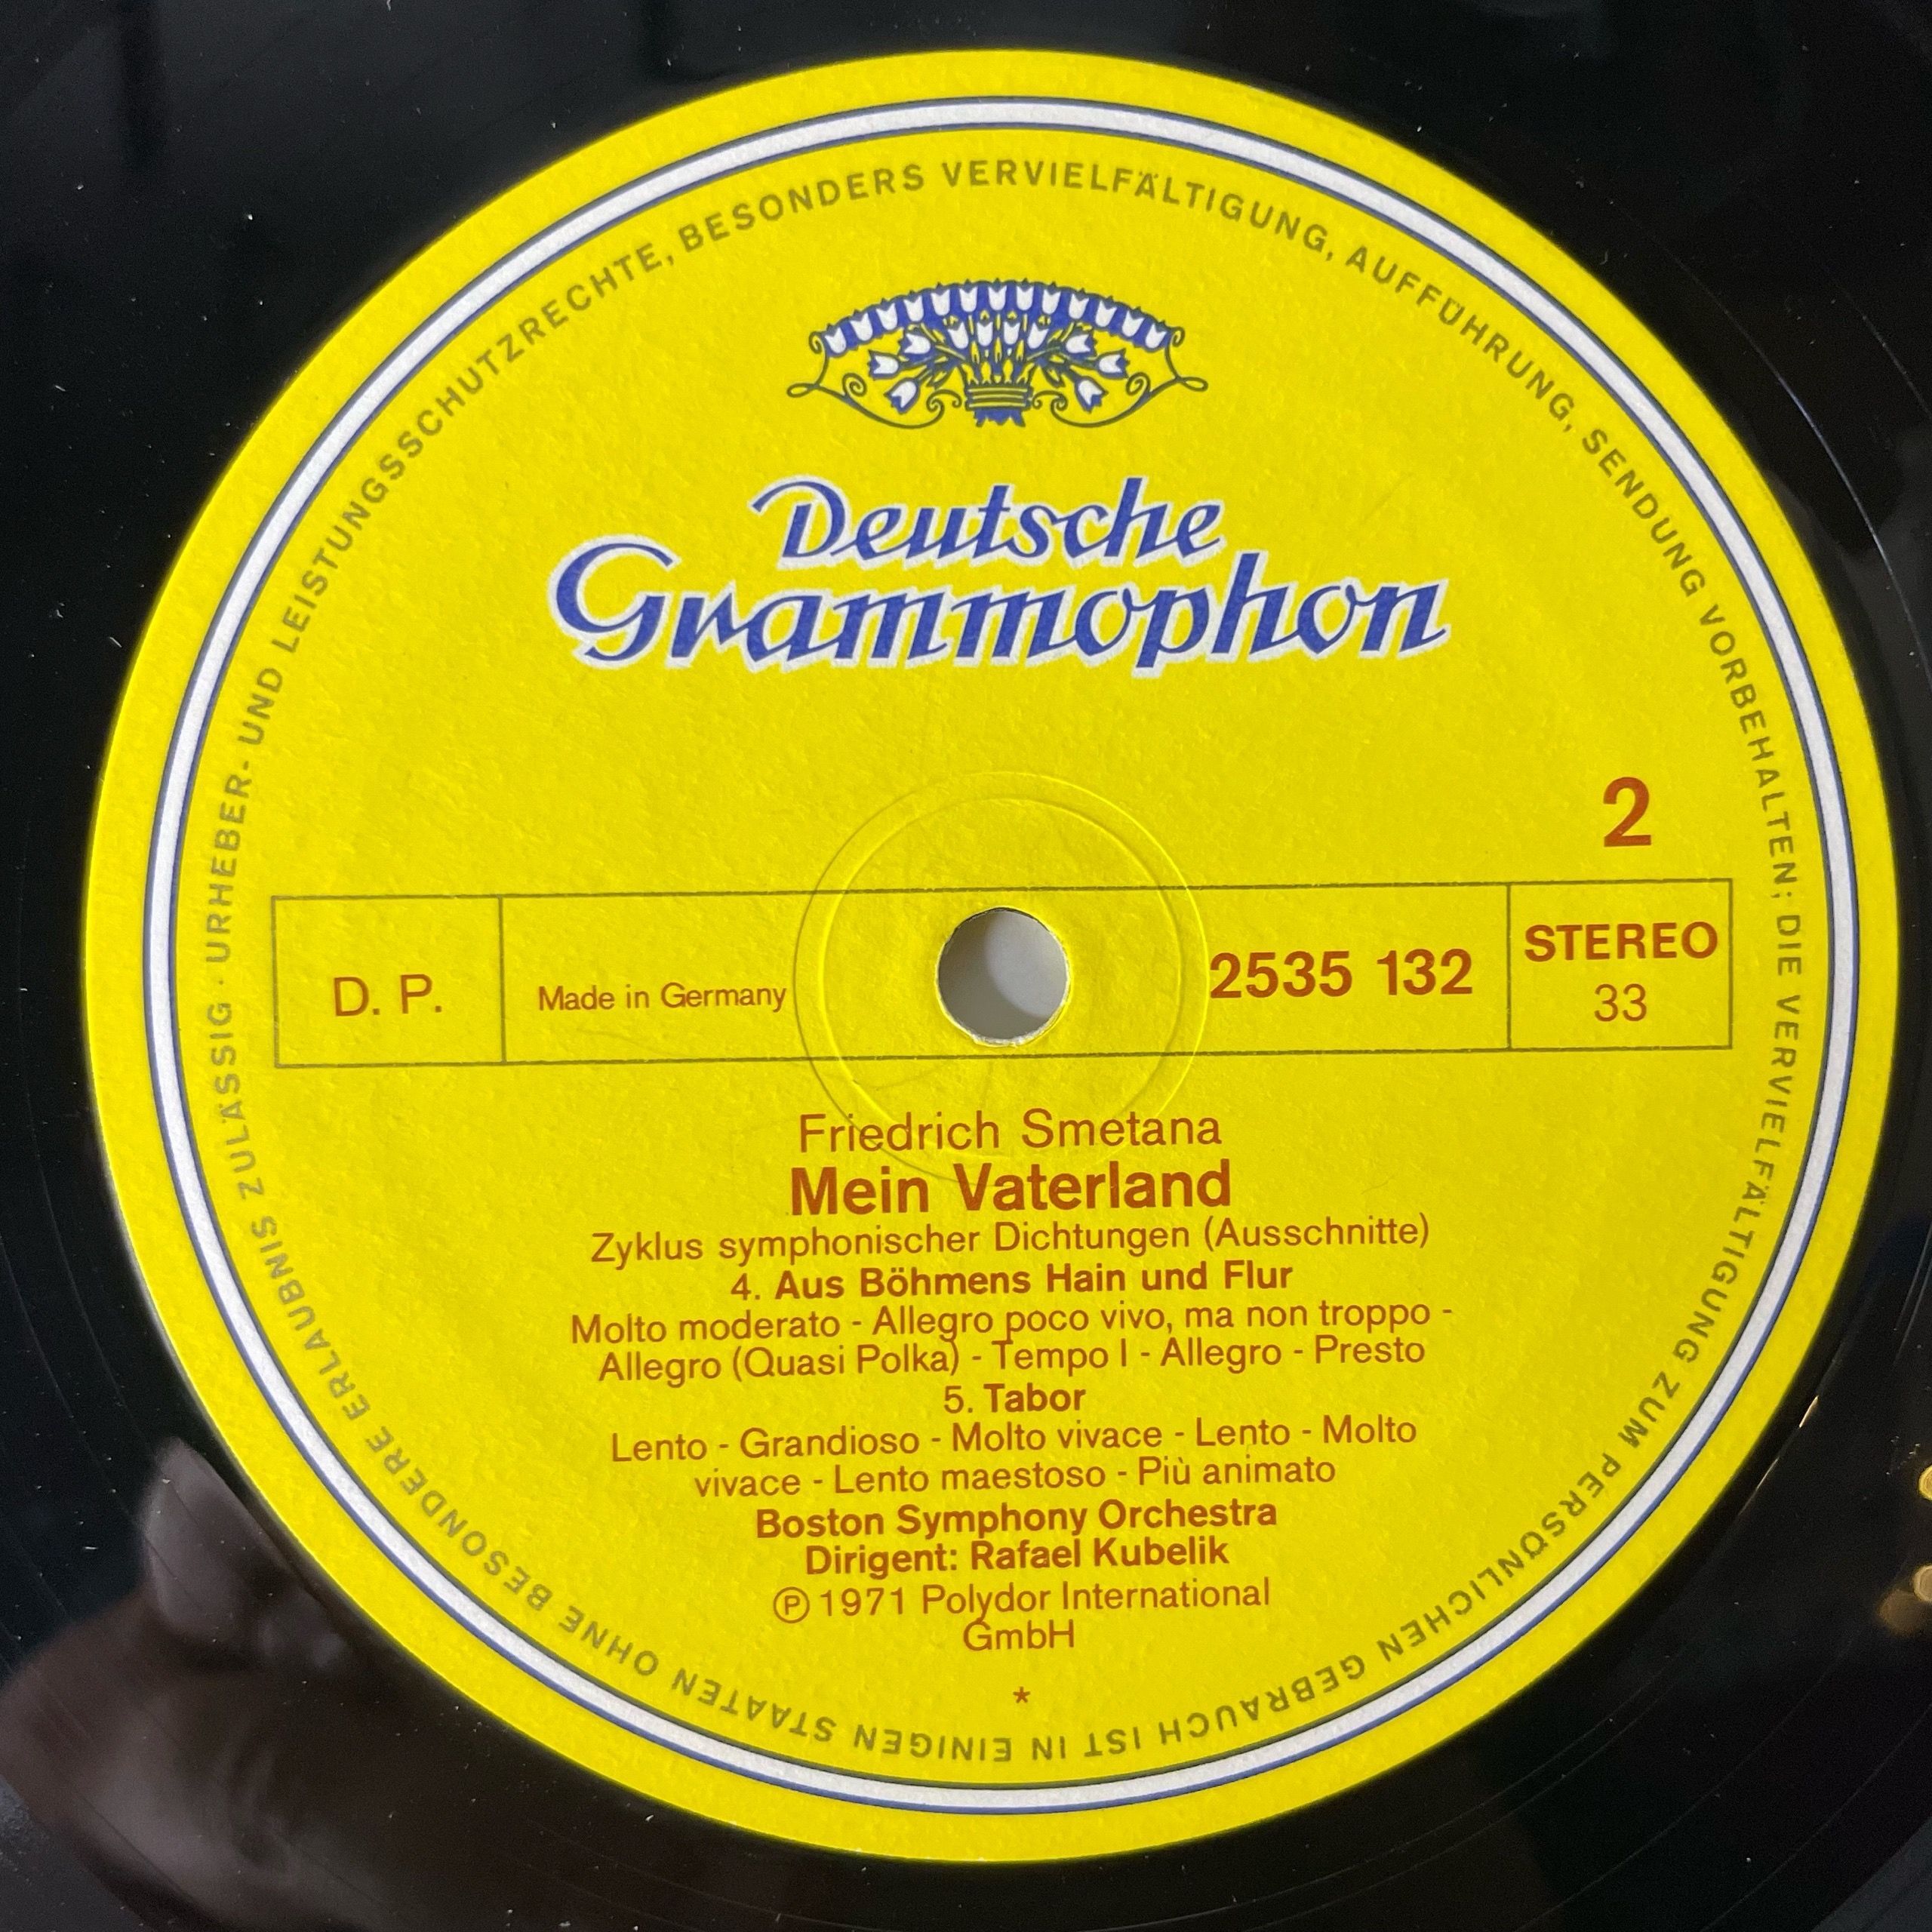 URHEBER- UND LEISTUNGSSCHUTZRECHTE, BESONDERS VERVIELFÄLTIGUNG, AUFFÜHRUNG, SENDUNG VORBEHALTEN; DIE VERVIELFÄLTIGUNG ZUM PERSÖNLICHEN GEBRAUCH IST IN EINIGEN STAATEN OHNE BESONDERE ERLAUBNIS ZULÄSSIG ·
Deutsche
Grammophon
2
D. P.
Made in Germany
2535 132
STEREO
33
Friedrich Smetana
Mein Vaterland
Zyklus symphonischer Dichtungen (Ausschnitte)
4. Aus Böhmens Hain und Flur
Molto moderato - Allegro poco vivo, ma non troppo -
Allegro (Quasi Polka) - Tempo I - Allegro - Presto
5. Tabor
Lento - Grandioso - Molto vivace - Lento - Molto
vivace - Lento maestoso - Più animato
Boston Symphony Orchestra
Dirigent: Rafael Kubelik
℗ 1971 Polydor International
GmbH
*